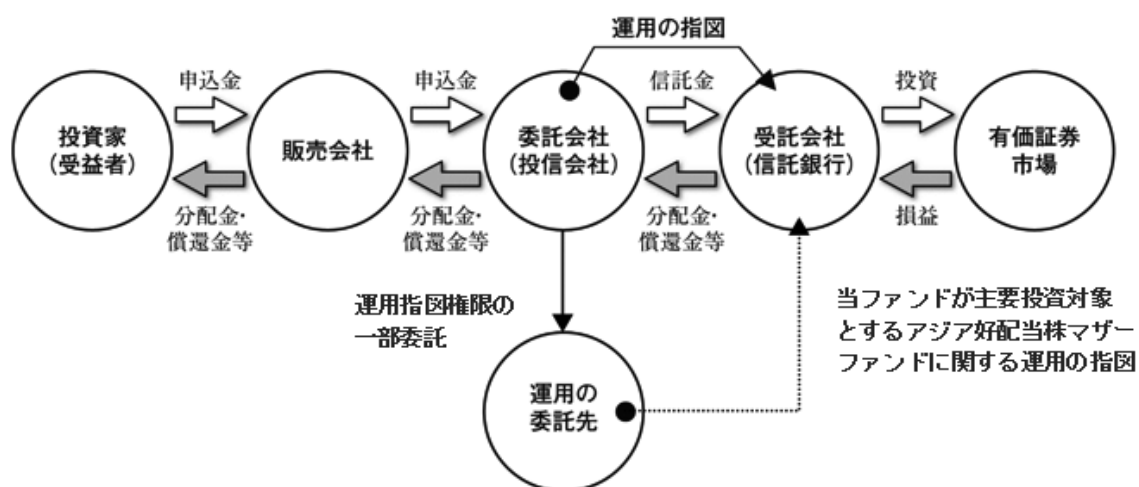 運用の指図
申込金
申込金
信託金
投資
投資家
(受益者)
販売会社
委託会社
(投信会社)
受託会社
(信託銀行)
有価証券
市場
分配金・
償還金等
分配金・
償還金等
分配金・
償還金等
損益
運用指図権限の
一部委託
当ファンドが主要投資対象
とするアジア好配当株マザー
ファンドに関する運用の指図
運用の
委託先